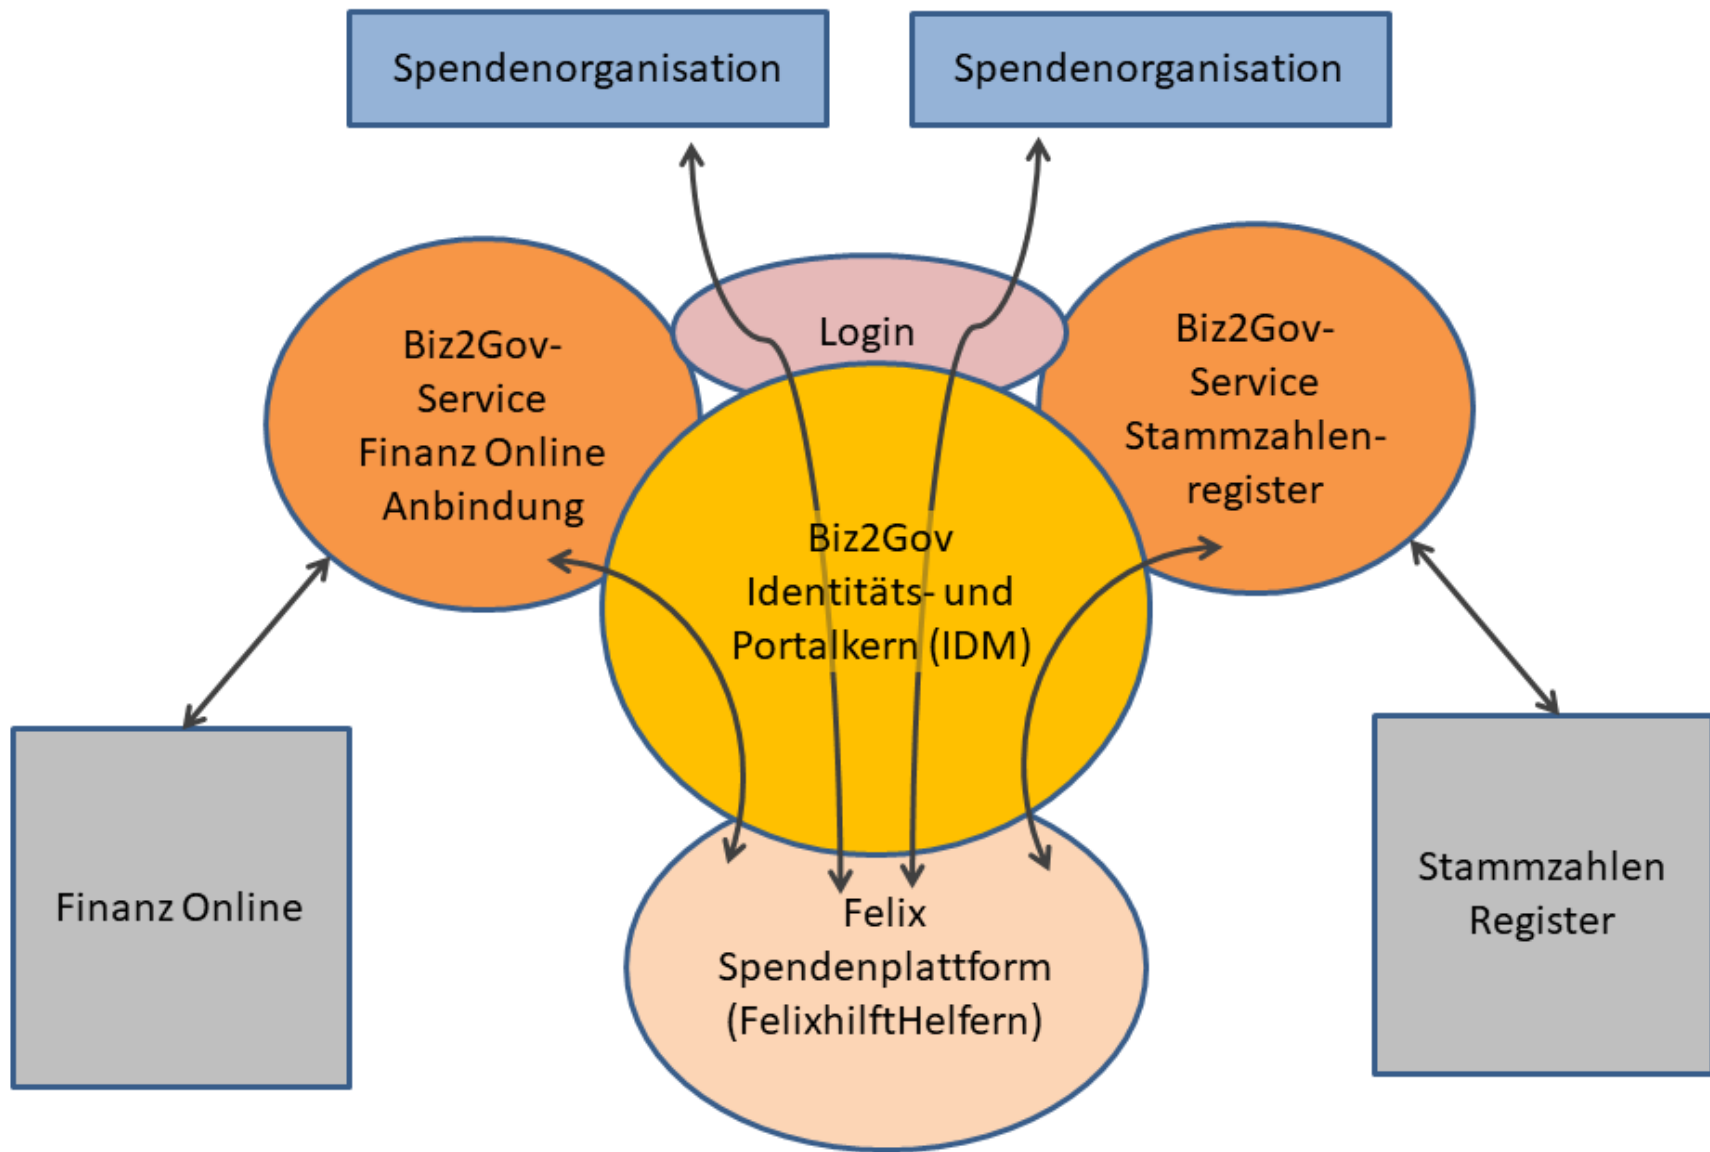 Spendenorganisation
Spendenorganisation
Biz2Gov-
Service
Finanz Online
Anbindung
Login
Biz2Gov-
Service
Stammzahlen-
register
Biz2Gov
Identitäts- und
Portalkern (IDM)
Finanz Online
Felix
Spendenplattform
(FelixhilftHelfern)
Stammzahlen
Register